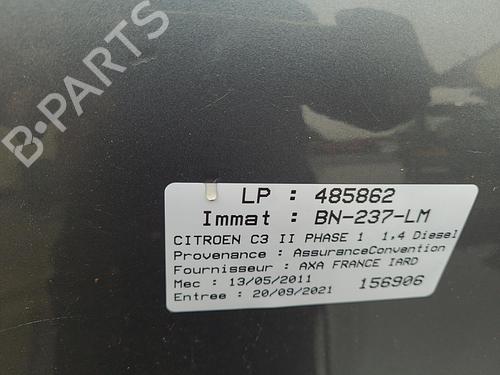 B-PARTS
LP : 485862
Immat : BN-237-LM
CITROEN C3 II PHASE 1 1.4 Diesel
Provenance : AssuranceConvention
Fournisseur : AXA FRANCE IARD
Mec : 13/05/2011
156906
Entree : 20/09/2021